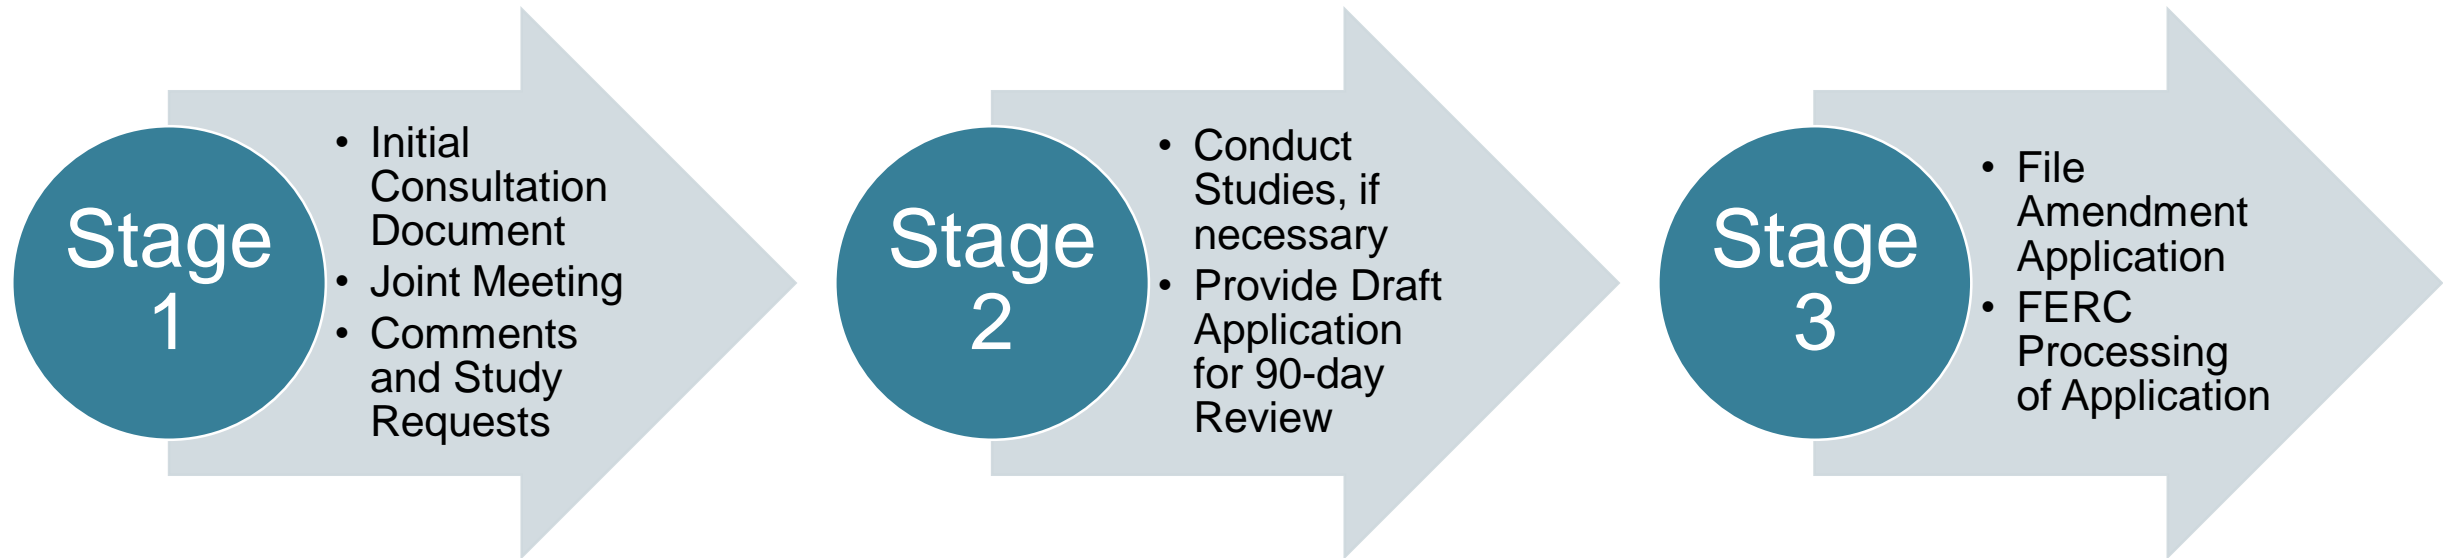 Stage
1
• Initial
Consultation
Document
• Joint Meeting
• Comments
and Study
Requests
Stage
2
• Conduct
Studies, if
necessary
• Provide Draft
Application
for 90-day
Review
Stage
3
• File
Amendment
Application
• FERC
Processing
of Application